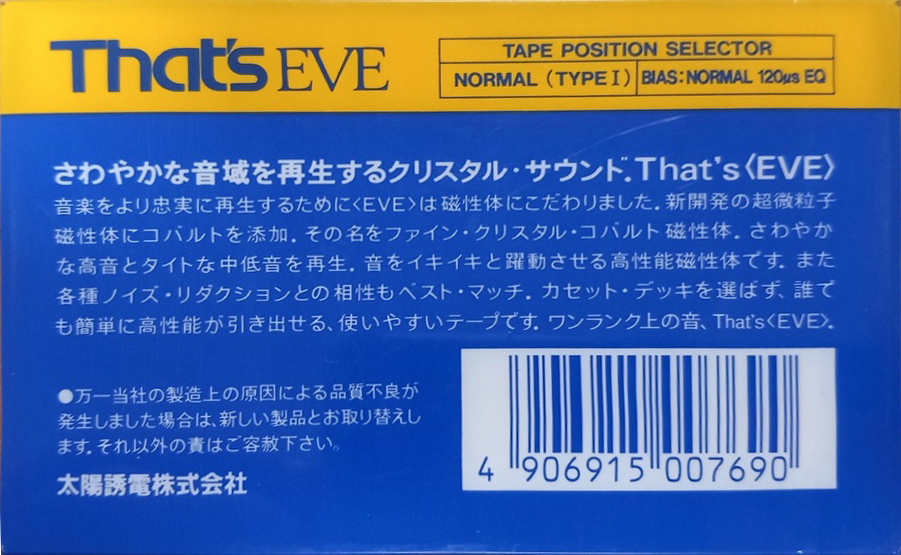 That's EVE
TAPE POSITION SELECTOR
NORMAL (TYPE I) BIAS: NORMAL 120μs EQ
さわやかな音域を再生するクリスタル・サウンド.That's〈EVE〉
音楽をより忠実に再生するために〈EVE〉は磁性体にこだわりました.新開発の超微粒子
磁性体にコバルトを添加.その名をファイン・クリスタル・コバルト磁性体.さわやか
な高音とタイトな中低音を再生.音をイキイキと躍動させる高性能磁性体です.また
各種ノイズ・リダクションとの相性もベスト・マッチ.カセット・デッキを選ばず、誰で
も簡単に高性能が引き出せる、使いやすいテープです.ワンランク上の音、That's〈EVE〉.
●万一当社の製造上の原因による品質不良が
発生しました場合は、新しい製品とお取り替えし
ます。それ以外の責はご容赦下さい。
太陽誘電株式会社
4 906915 007690